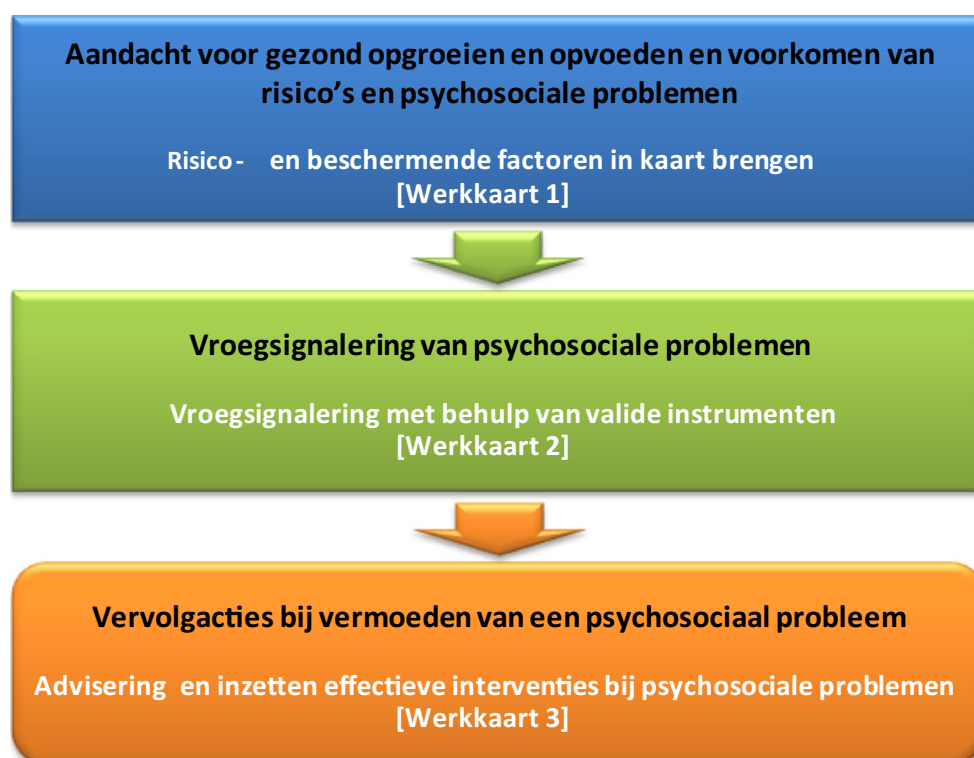 Aandacht voor gezond opgroeien en opvoeden en voorkomen van
risico's en psychosociale problemen
Risico - en beschermende factoren in kaart brengen
[Werkkaart 1]
Vroegsignalering van psychosociale problemen
Vroegsignalering met behulp van valide instrumenten
[Werkkaart 2]
Vervolgacties bij vermoeden van een psychosociaal probleem
Advisering en inzetten effectieve interventies bij psychosociale problemen
[Werkkaart 3]